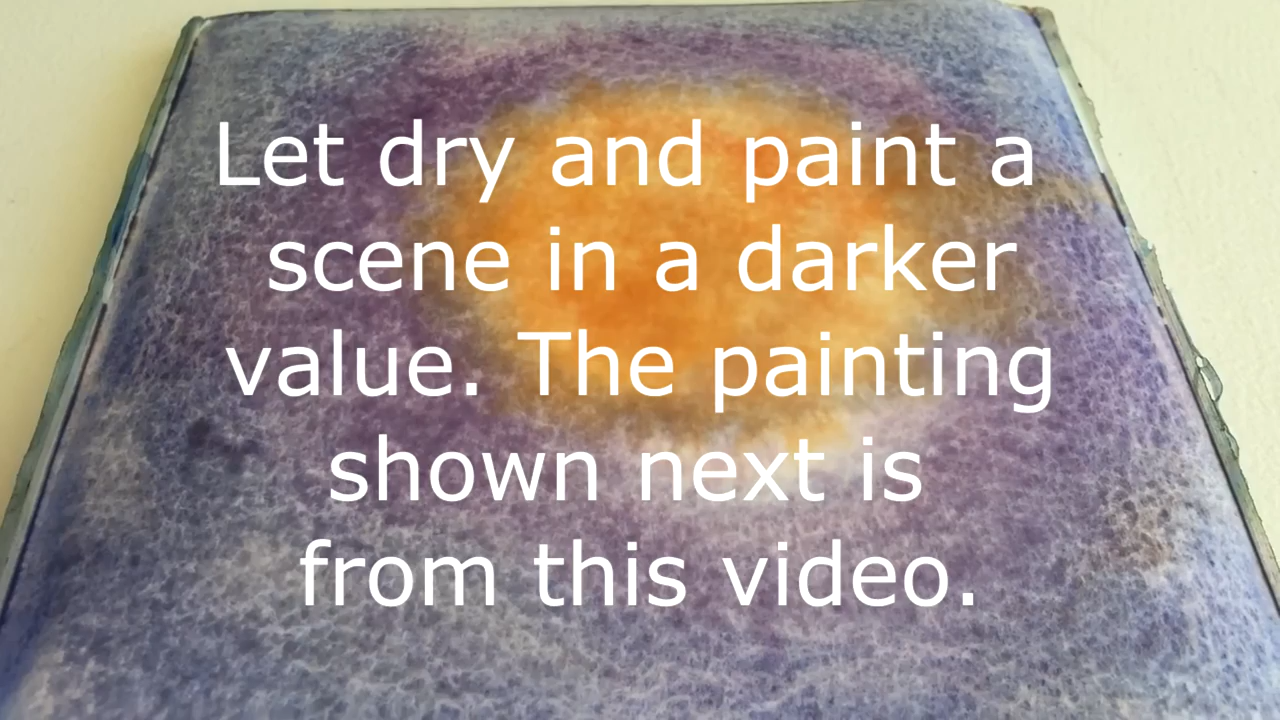 Let dry and paint a
scene in a darker
value. The painting
shown next is
from this video.